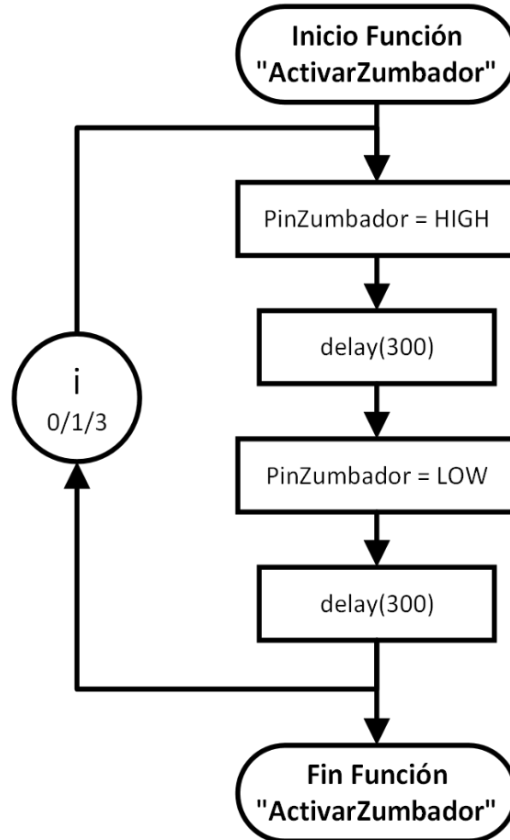 Inicio Función
"ActivarZumbador"
PinZumbador = HIGH
delay(300)
i
0/1/3
PinZumbador = LOW
delay(300)
Fin Función
"ActivarZumbador"